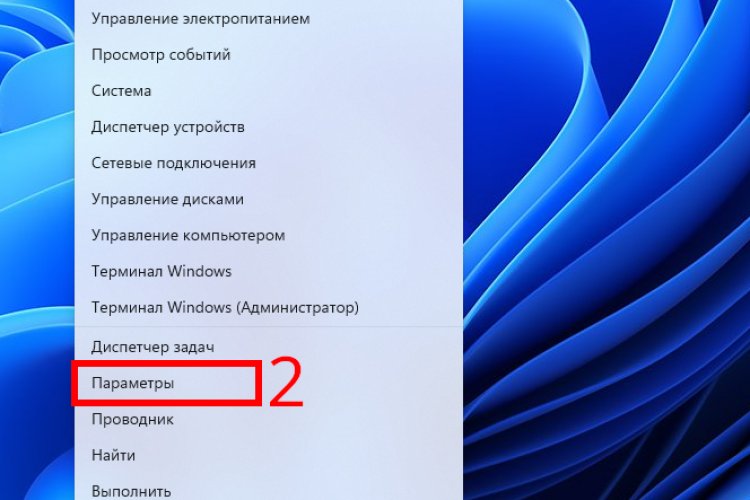 Управление электропитанием
Просмотр событий
Система
Диспетчер устройств
Сетевые подключения
Управление дисками
Управление компьютером
Терминал Windows
Терминал Windows (Администратор)
Диспетчер задач
Параметры 2
Проводник
Найти
Выполнить